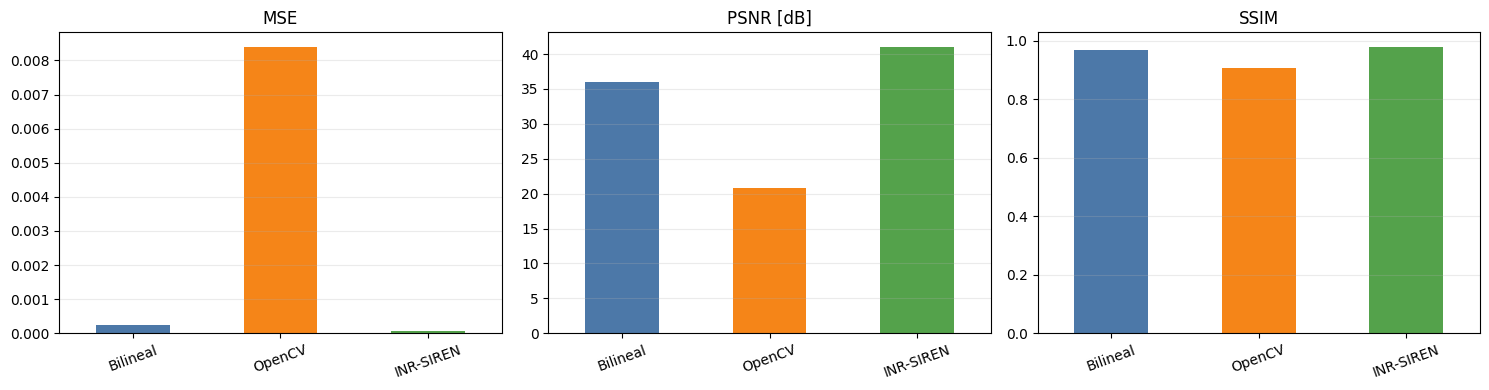 MSE
0.008
0.007
0.006
0.005
0.004
0.003
0.002
0.001
0.000
Bilineal
OpenCV
INR-SIREN
PSNR [dB]
40
35
30
25
20
15
10
5
0
Bilineal
OpenCV
INR-SIREN
SSIM
1.0
0.8
0.6
0.4
0.2
0.0
Bilineal
OpenCV
INR-SIREN